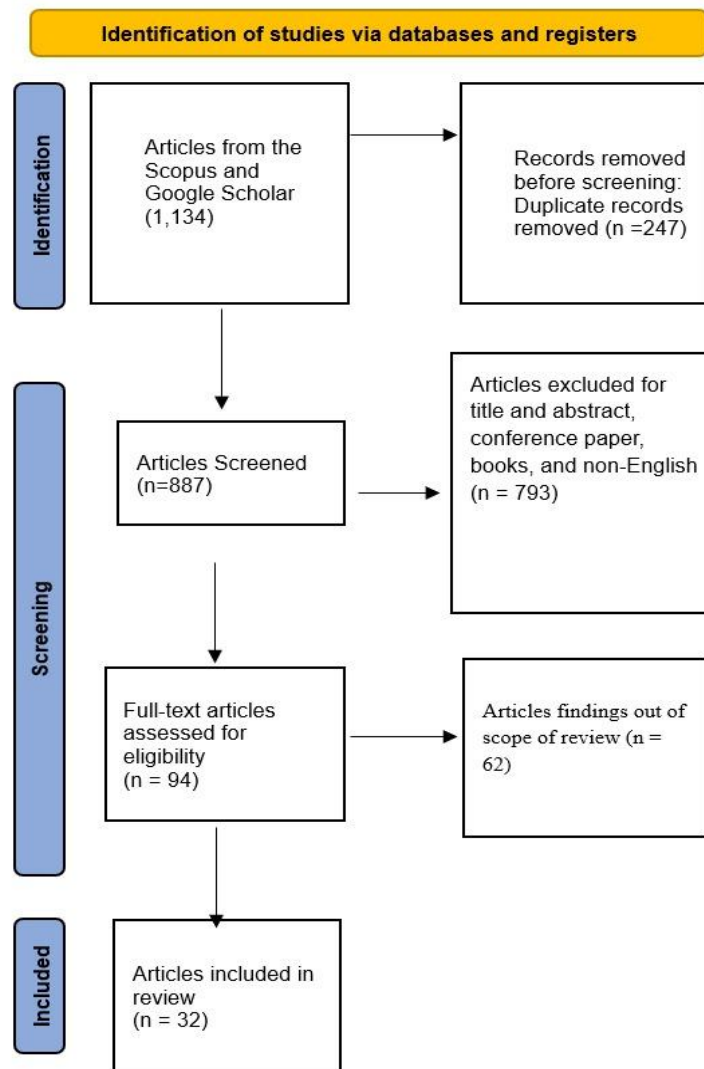 Identification of studies via databases and registers
Identification
Articles from the
Scopus and
Google Scholar
(1,134)
Records removed
before screening:
Duplicate records
removed (n =247)
Screening
Articles Screened
(n=887)
Articles excluded for
title and abstract,
conference paper,
books, and non-English
(n = 793)
Full-text articles
assessed for
eligibility
(n = 94)
Articles findings out of
scope of review (n =
62)
Included
Articles included in
review
(n = 32)